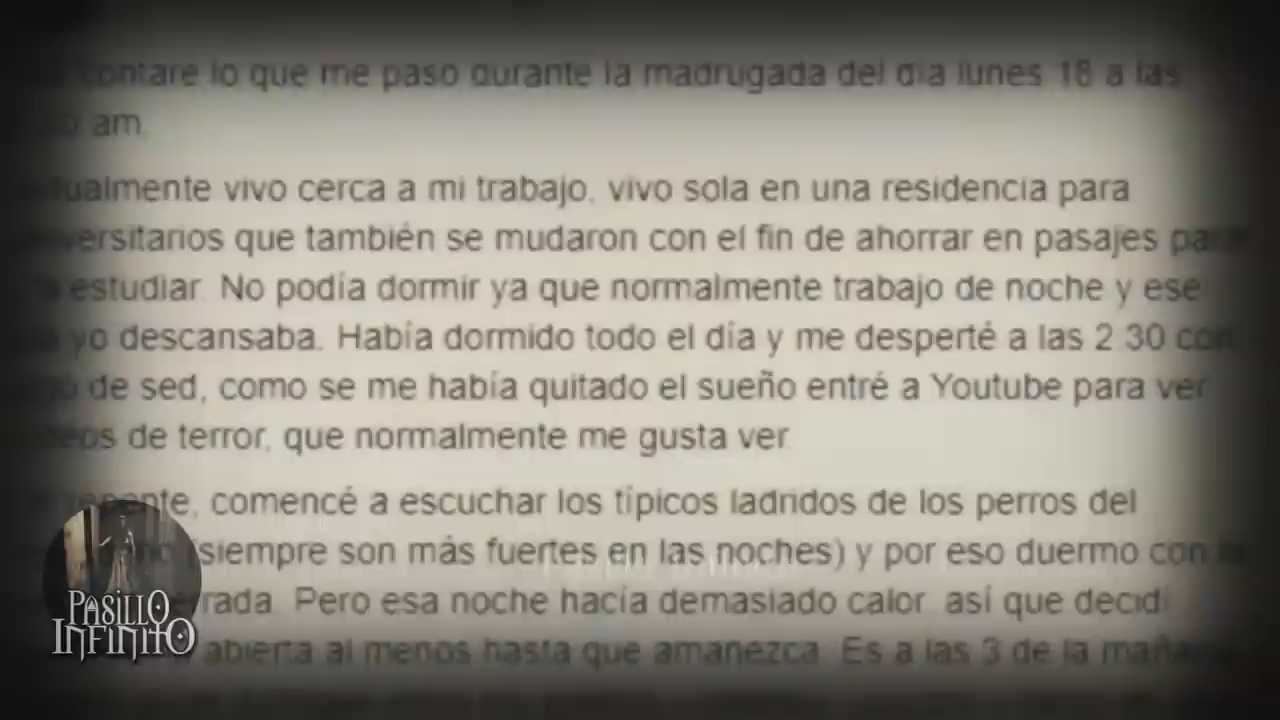 contare lo que me paso durante la madrugada del día lunes 18 a las
am.
vivo cerca a mi trabajo, vivo sola en una residencia para
que también se mudaron con el fin de ahorrar en pasajes para
estudiar. No podía dormir ya que normalmente trabajo de noche y ese
yo descansaba. Había dormido todo el día y me desperté a las 2 30 con
de sed, como se me había quitado el sueño entré a Youtube para ver
de terror, que normalmente me gusta ver.
comencé a escuchar los típicos ladridos de los perros del
(siempre son más fuertes en las noches) y por eso duermo con
Pero esa noche hacía demasiado calor, así que decidí
abierta al menos hasta que amanezca. Es a las 3 de la
PASILLO
INFINITO